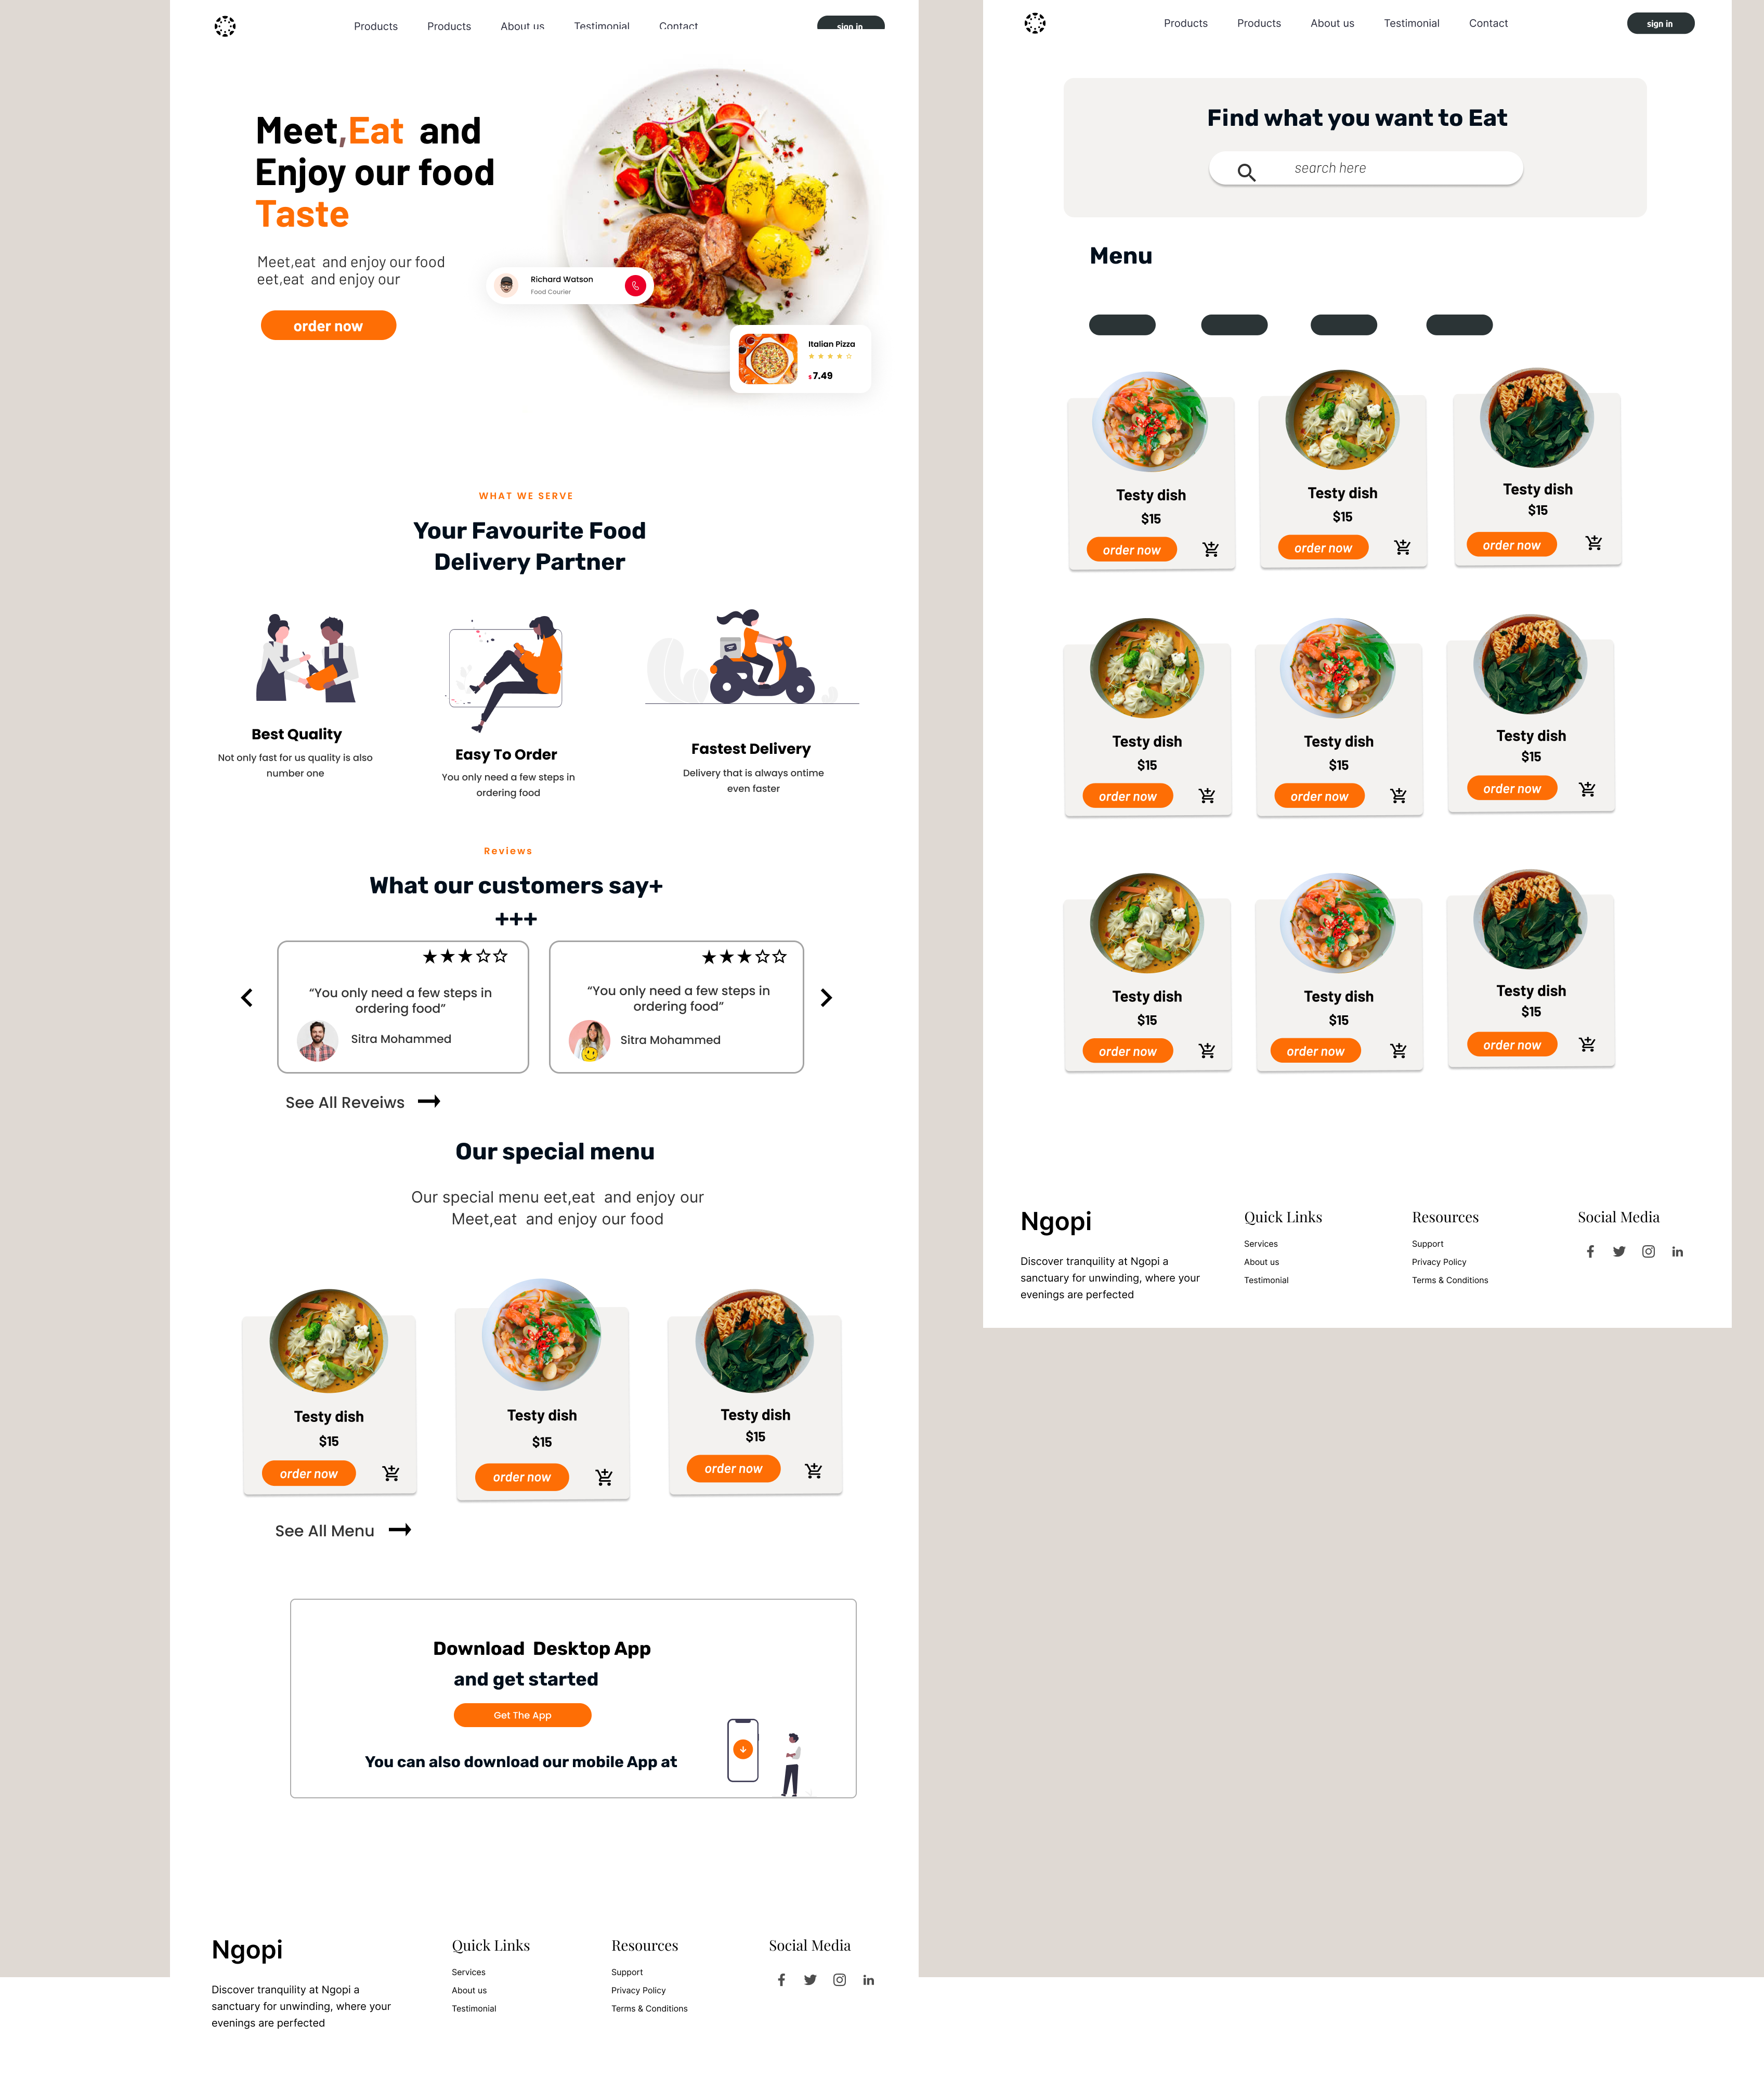 Products Products About us Testimonial Contact sign in
Meet,Eat and
Enjoy our food
Taste
Meet,eat and enjoy our food
eet,eat and enjoy our
order now
Richard Watson
Food Courier
Italian Pizza
$7.49
WHAT WE SERVE
Your Favourite Food
Delivery Partner
Best Quality
Not only fast for us quality is also
number one
Easy To Order
You only need a few steps in
ordering food
Fastest Delivery
Delivery that is always ontime
even faster
Reviews
What our customers say+
+++
“You only need a few steps in
ordering food”
Sitra Mohammed
“You only need a few steps in
ordering food”
Sitra Mohammed
See All Reveiws
Our special menu
Our special menu eet,eat and enjoy our
Meet,eat and enjoy our food
Testy dish
$15
order now
Testy dish
$15
order now
Testy dish
$15
order now
See All Menu
Download Desktop App
and get started
Get The App
You can also download our mobile App at
Ngopi
Discover tranquility at Ngopi a
sanctuary for unwinding, where your
evenings are perfected
Quick Links
Services
About us
Testimonial
Resources
Support
Privacy Policy
Terms & Conditions
Social Media
Products Products About us Testimonial Contact sign in
Find what you want to Eat
search here
Menu
Testy dish
$15
order now
Testy dish
$15
order now
Testy dish
$15
order now
Testy dish
$15
order now
Testy dish
$15
order now
Testy dish
$15
order now
Testy dish
$15
order now
Testy dish
$15
order now
Testy dish
$15
order now
Ngopi
Discover tranquility at Ngopi a
sanctuary for unwinding, where your
evenings are perfected
Quick Links
Services
About us
Testimonial
Resources
Support
Privacy Policy
Terms & Conditions
Social Media